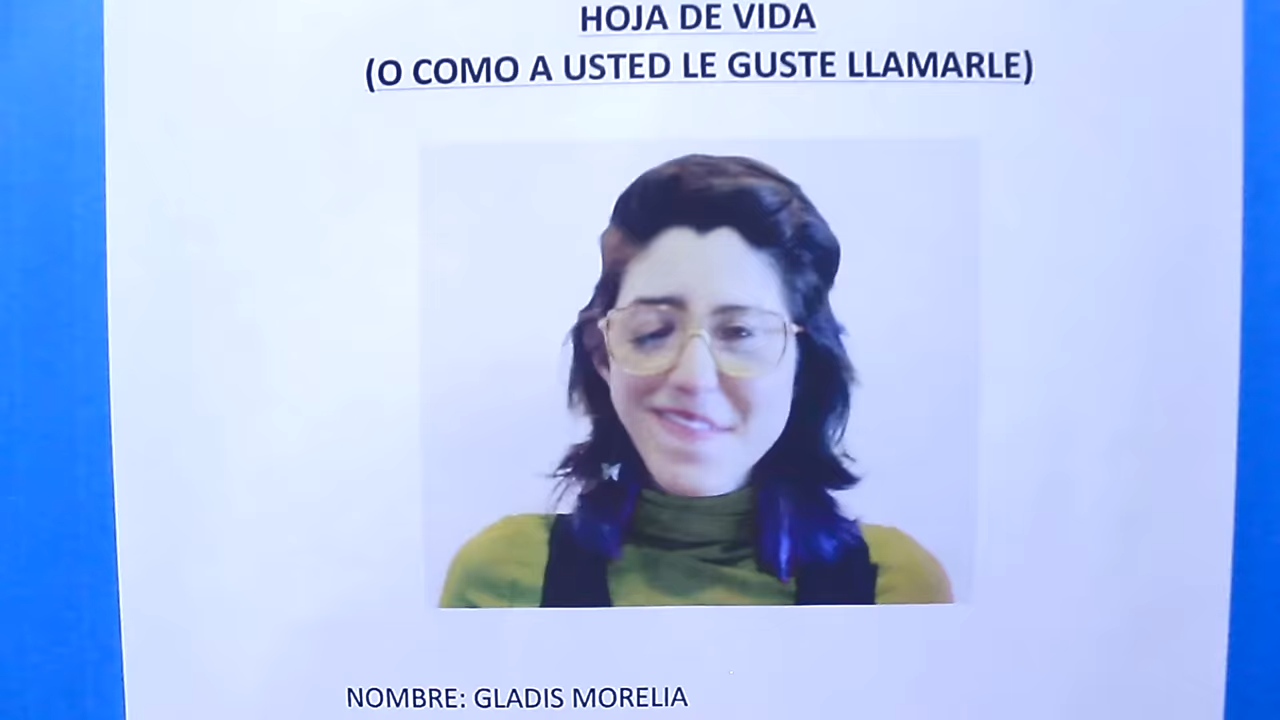 HOJA DE VIDA
(O COMO A USTED LE GUSTE LLAMARLE)
NOMBRE: GLADIS MORELIA